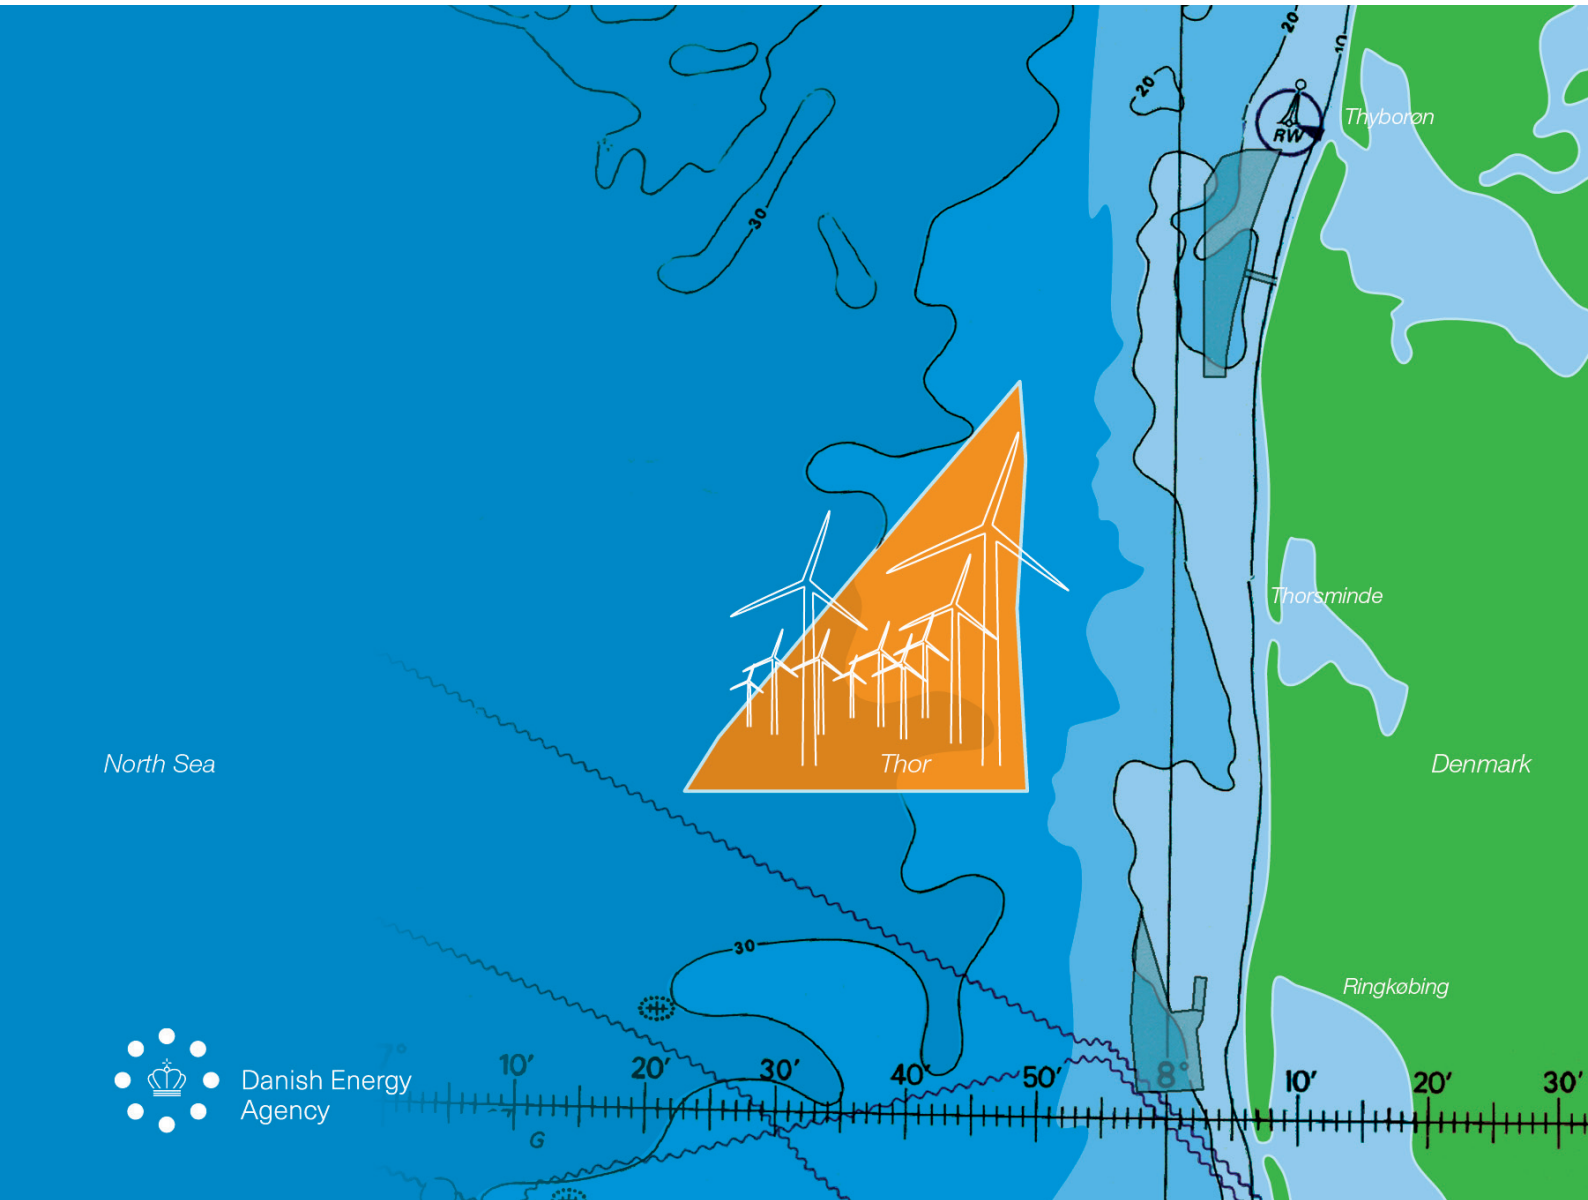 20
10
20
RW
Thyborøn
30
Thorsminde
North Sea
Thor
Denmark
30
Ringkøbing
7°
10′
20′
30′
40′
50′
8°
10′
20′
30′
Danish Energy
Agency
G